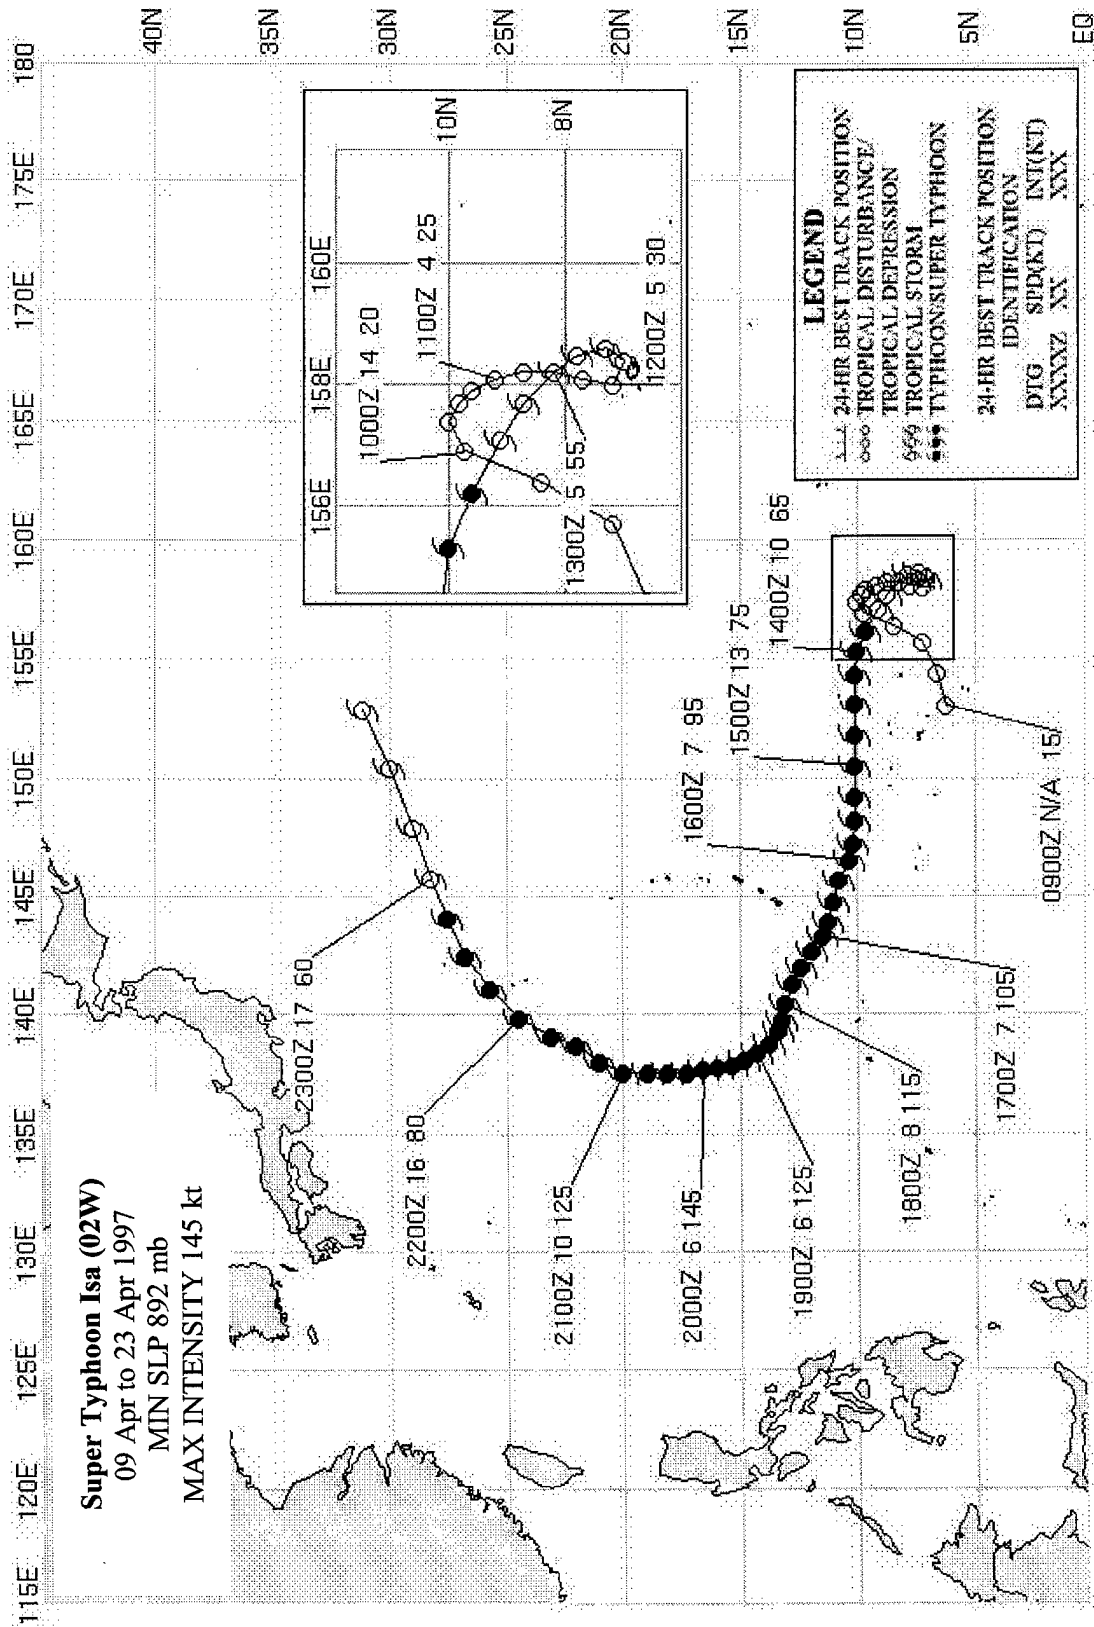 Super Typhoon Isa (02W)
09 Apr to 23 Apr 1997
MIN SLP 892 mb
MAX INTENSITY 145 kt
115E
120E
125E
130E
135E
140E
145E
150E
155E
160E
165E
170E
175E
180
40N
35N
30N
25N
20N
15N
10N
5N
EQ
2300Z 17 60
2200Z 16 80
2100Z 10 125
2000Z 6 145
1900Z 6 125
1800Z 8 115
1700Z 7 105
1600Z 7 95
1500Z 13 75
1400Z 10 65
0900Z N/A 15
156E
158E
160E
10N
8N
1000Z 14 20
1100Z 4 25
1200Z 5 30
1300Z 5 55
LEGEND
24-HR BEST TRACK POSITION
TROPICAL DISTURBANCE/
TROPICAL DEPRESSION
TROPICAL STORM
TYPHOON/SUPER TYPHOON
24-HR BEST TRACK POSITION
IDENTIFICATION
DTG SPD(KT) INT(KT)
XXXXZ XX XXX